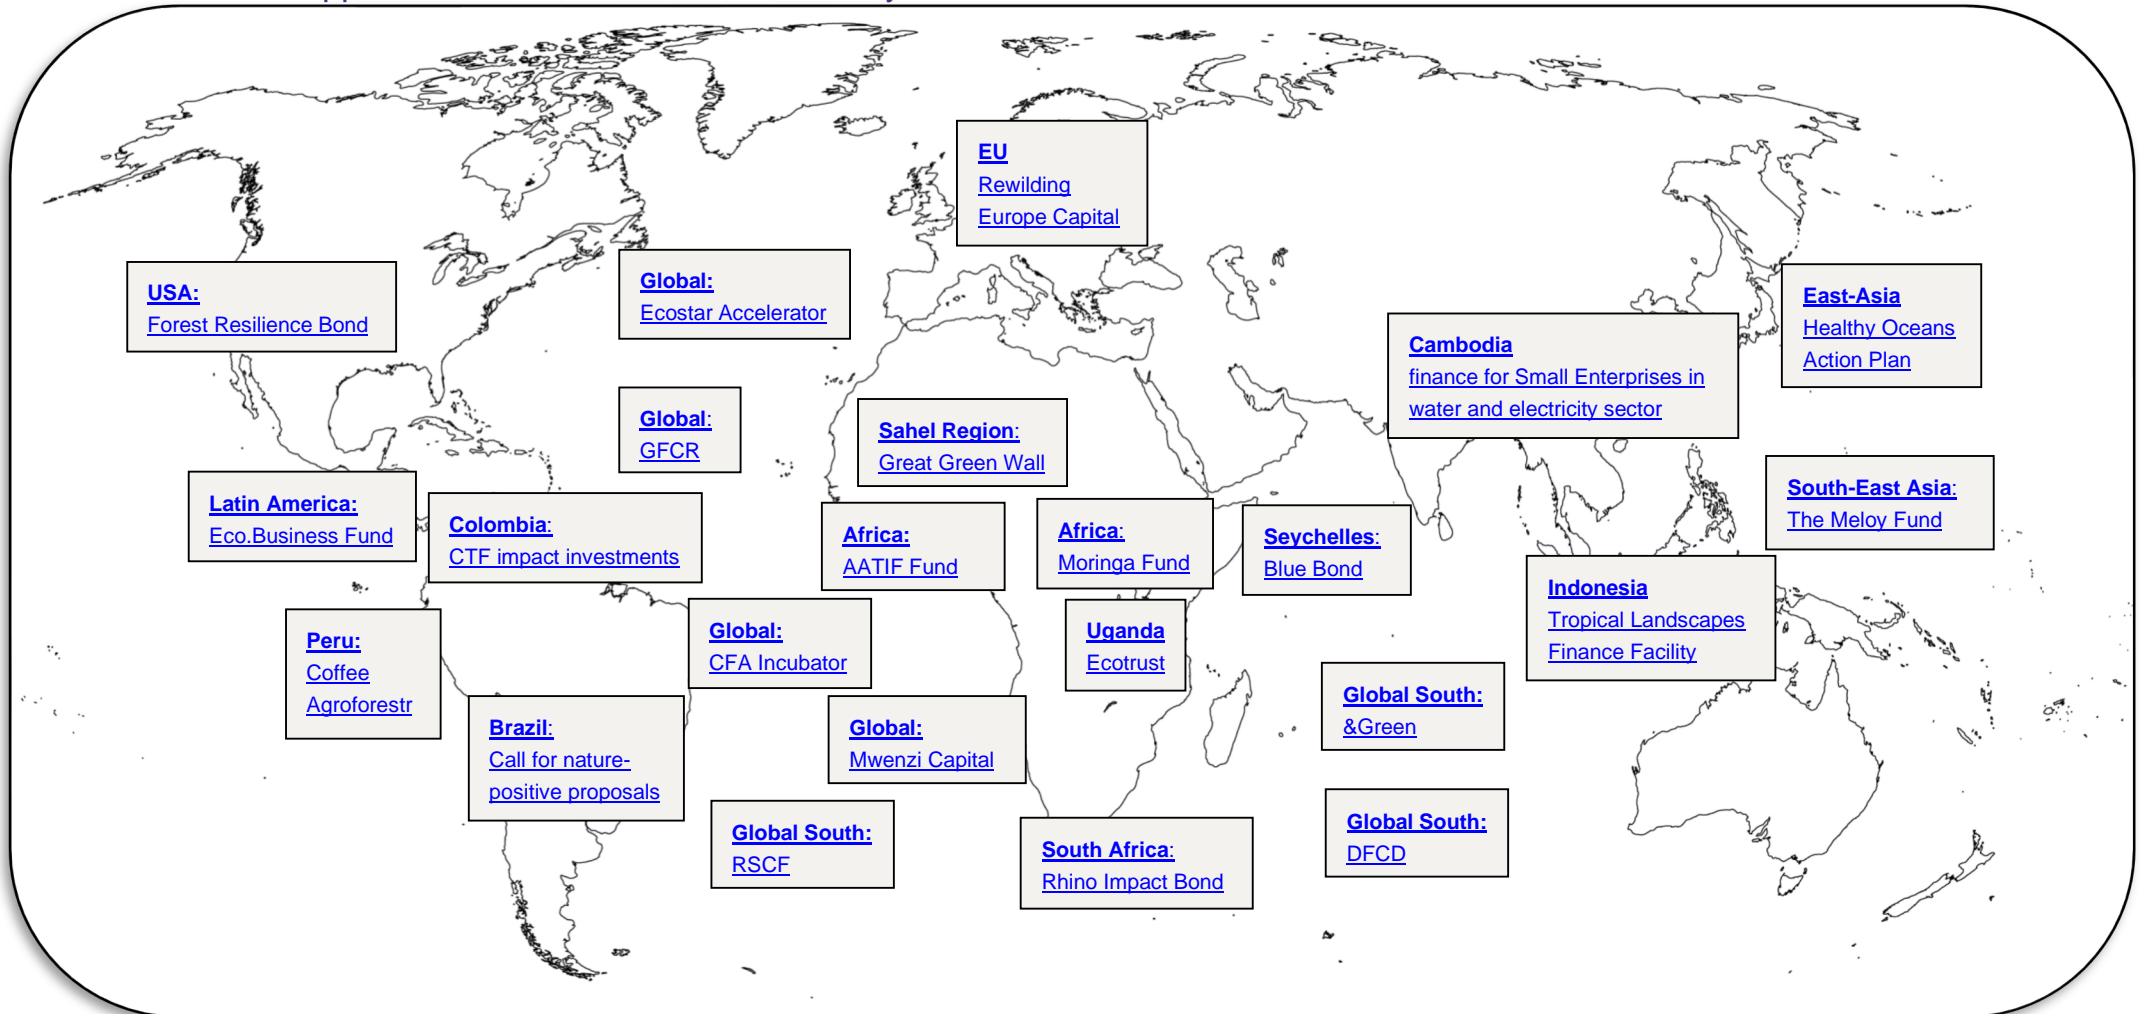 EU
Rewilding
Europe Capital
USA:
Forest Resilience Bond
Global:
Ecostar Accelerator
East-Asia
Healthy Oceans
Action Plan
Cambodia
finance for Small Enterprises in
water and electricity sector
Global:
GFCR
Sahel Region:
Great Green Wall
Latin America:
Eco.Business Fund
Colombia:
CTF impact investments
Africa:
AATIF Fund
Africa:
Moringa Fund
Seychelles:
Blue Bond
South-East Asia:
The Meloy Fund
Indonesia
Tropical Landscapes
Finance Facility
Peru:
Coffee
Agroforestr
Global:
CFA Incubator
Uganda
Ecotrust
Global South:
&Green
Brazil:
Call for nature-
positive proposals
Global:
Mwenzi Capital
Global South:
RSCF
South Africa:
Rhino Impact Bond
Global South:
DFCD